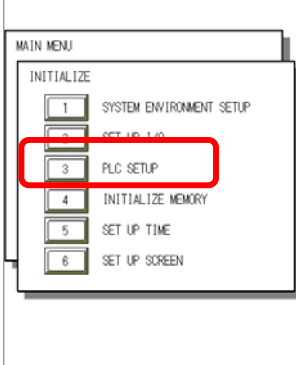 MAIN MENU
INITIALIZE
1 SYSTEM ENVIRONMENT SETUP
2 SET UP I/O
3 PLC SETUP
4 INITIALIZE MEMORY
5 SET UP TIME
6 SET UP SCREEN